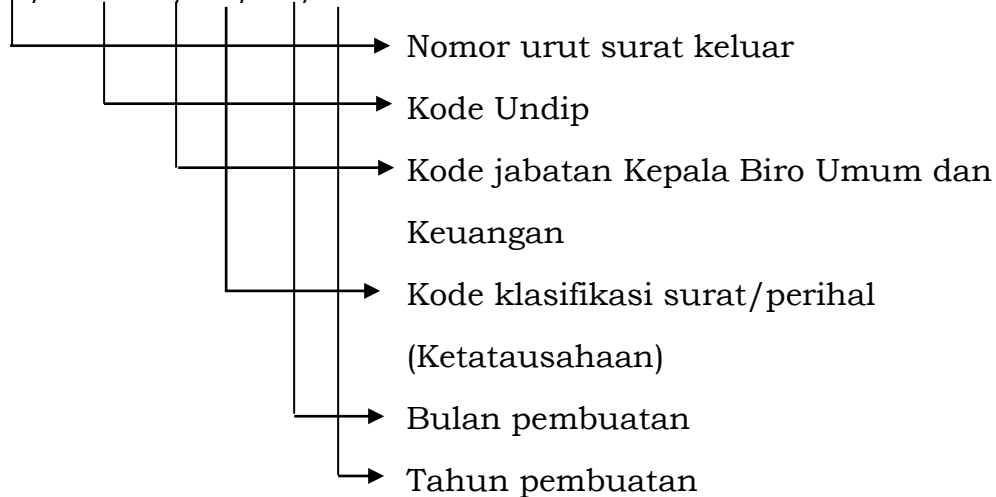 Nomor urut surat keluar
Kode Undip
Kode jabatan Kepala Biro Umum dan
Keuangan
Kode klasifikasi surat/perihal
(Ketatausahaan)
Bulan pembuatan
Tahun pembuatan